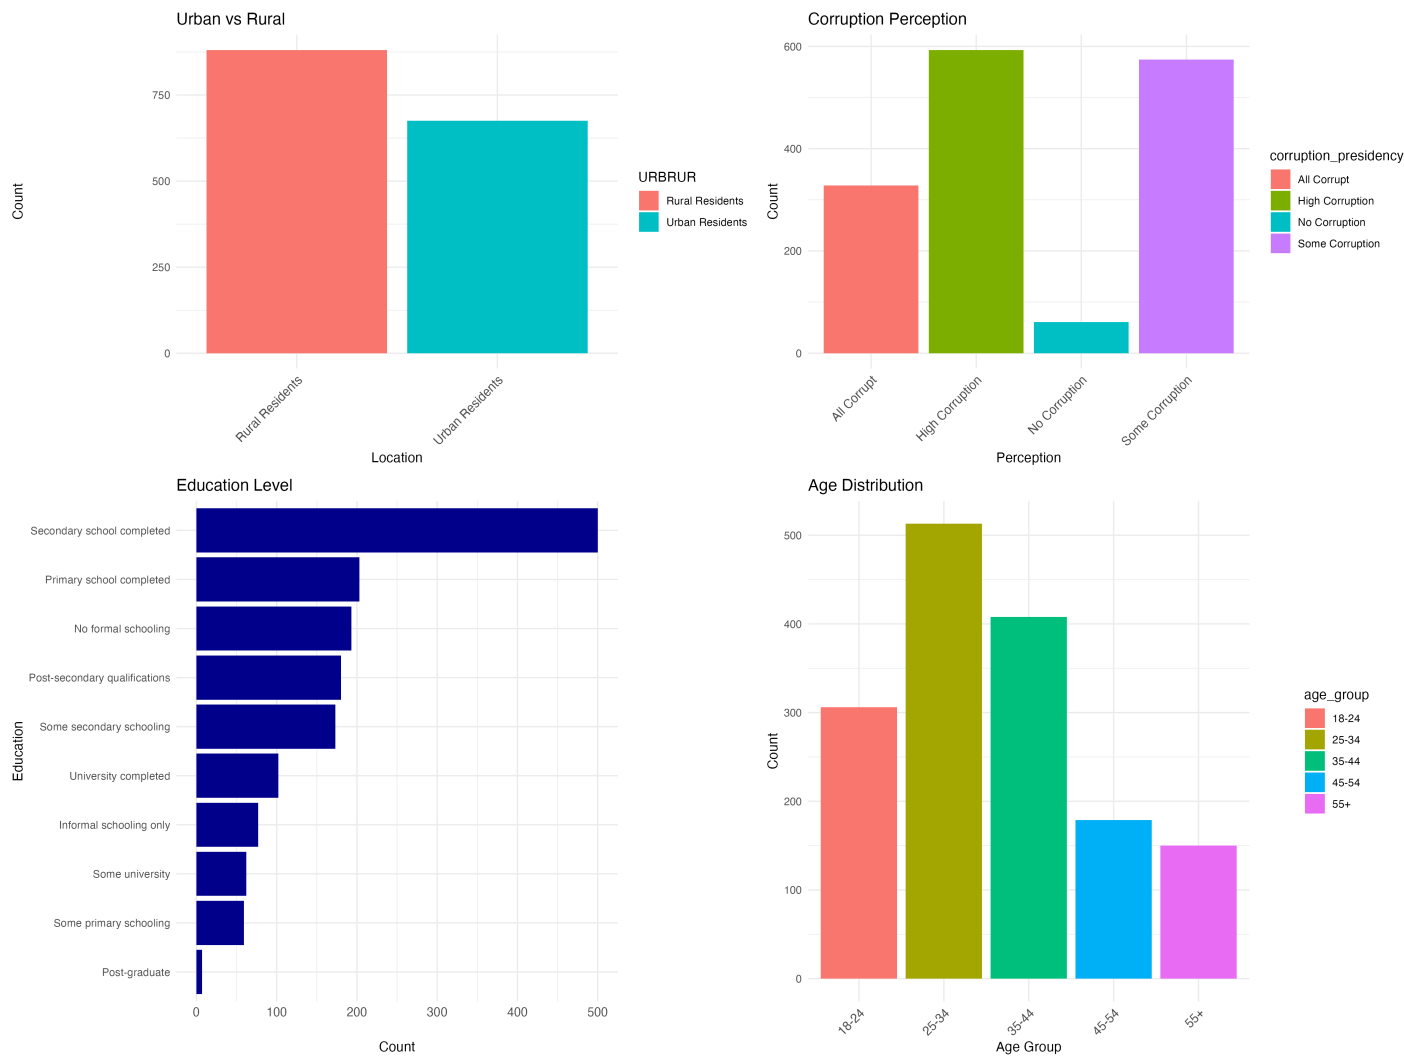 Urban vs Rural
Count
750
500
250
0
Rural Residents
Urban Residents
Location
URBRUR
Rural Residents
Urban Residents
Corruption Perception
Count
600
400
200
0
All Corrupt
High Corruption
No Corruption
Some Corruption
Perception
corruption_presidency
All Corrupt
High Corruption
No Corruption
Some Corruption
Education Level
Education
Secondary school completed
Primary school completed
No formal schooling
Post-secondary qualifications
Some secondary schooling
University completed
Informal schooling only
Some university
Some primary schooling
Post-graduate
0 100 200 300 400 500
Count
Age Distribution
Count
500
400
300
200
100
0
18-24
25-34
35-44
45-54
55+
Age Group
age_group
18-24
25-34
35-44
45-54
55+